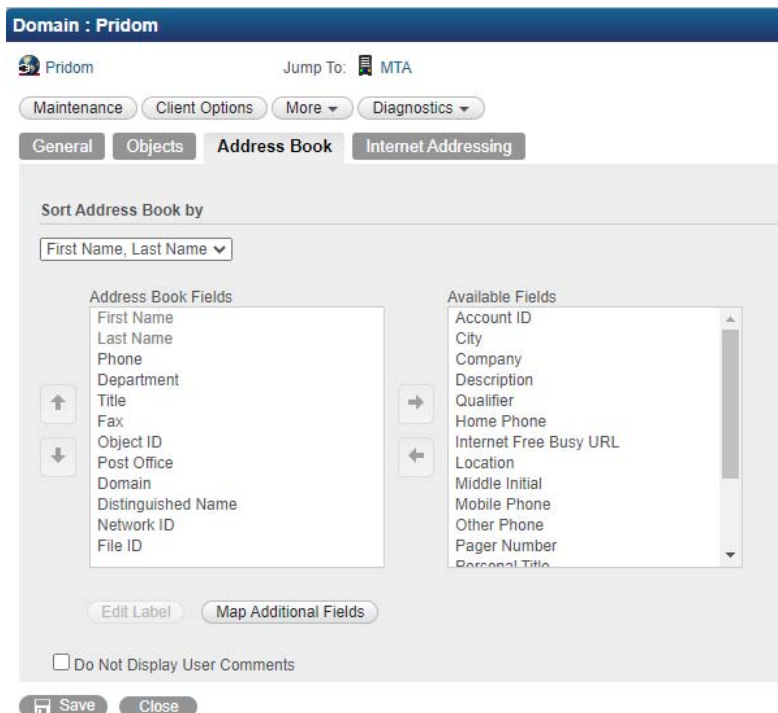 Domain : Pridom
Pridom Jump To: MTA
Maintenance Client Options More Diagnostics
General Objects Address Book Internet Addressing
Sort Address Book by
First Name, Last Name
Address Book Fields
First Name
Last Name
Phone
Department
Title
Fax
Object ID
Post Office
Domain
Distinguished Name
Network ID
File ID
Available Fields
Account ID
City
Company
Description
Qualifier
Home Phone
Internet Free Busy URL
Location
Middle Initial
Mobile Phone
Other Phone
Pager Number
Personal Title
Edit Label Map Additional Fields
Do Not Display User Comments
Save Close